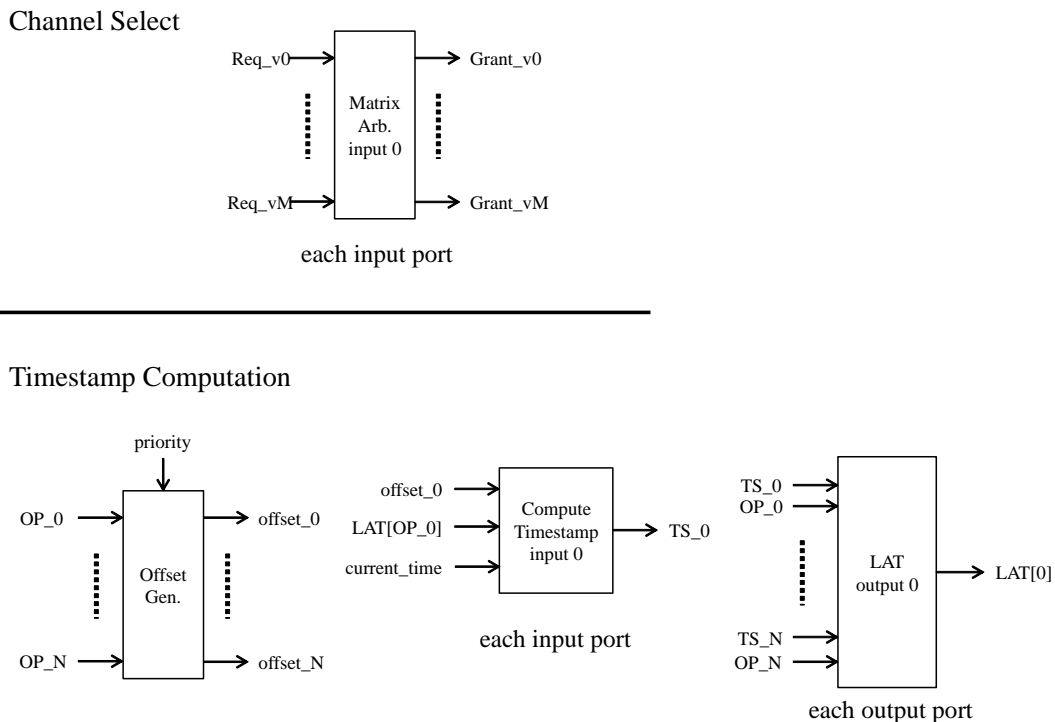 Channel Select
Req_v0
Grant_v0
Matrix
Arb.
input 0
Req_vM
Grant_vM
each input port
Timestamp Computation
priority
OP_0
offset_0
Offset
Gen.
OP_N
offset_N
offset_0
LAT[OP_0]
current_time
Compute
Timestamp
input 0
TS_0
each input port
TS_0
OP_0
LAT
output 0
LAT[0]
TS_N
OP_N
each output port